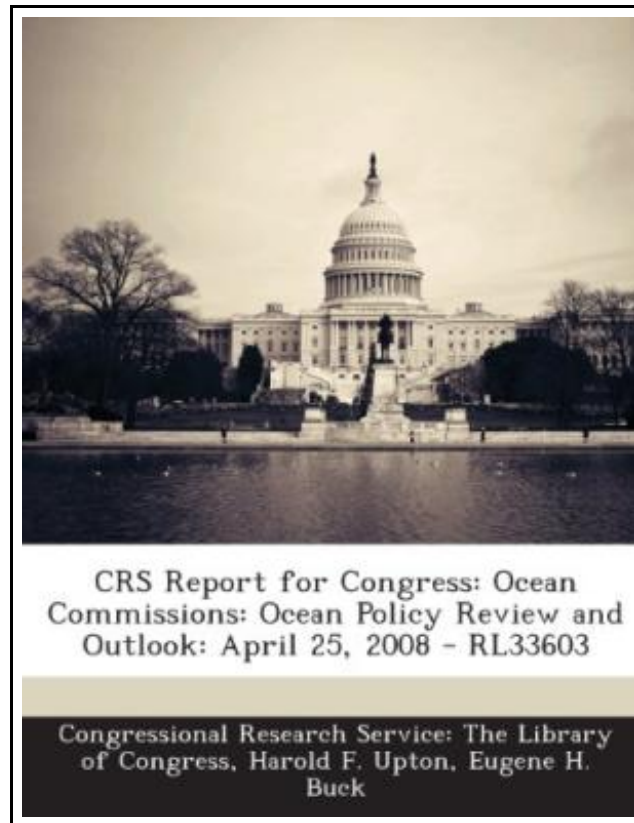 CRS Report for Congress: Ocean
Commissions: Ocean Policy Review and
Outlook: April 25, 2008 - RL33603
Congressional Research Service: The Library
of Congress, Harold F. Upton, Eugene H.
Buck